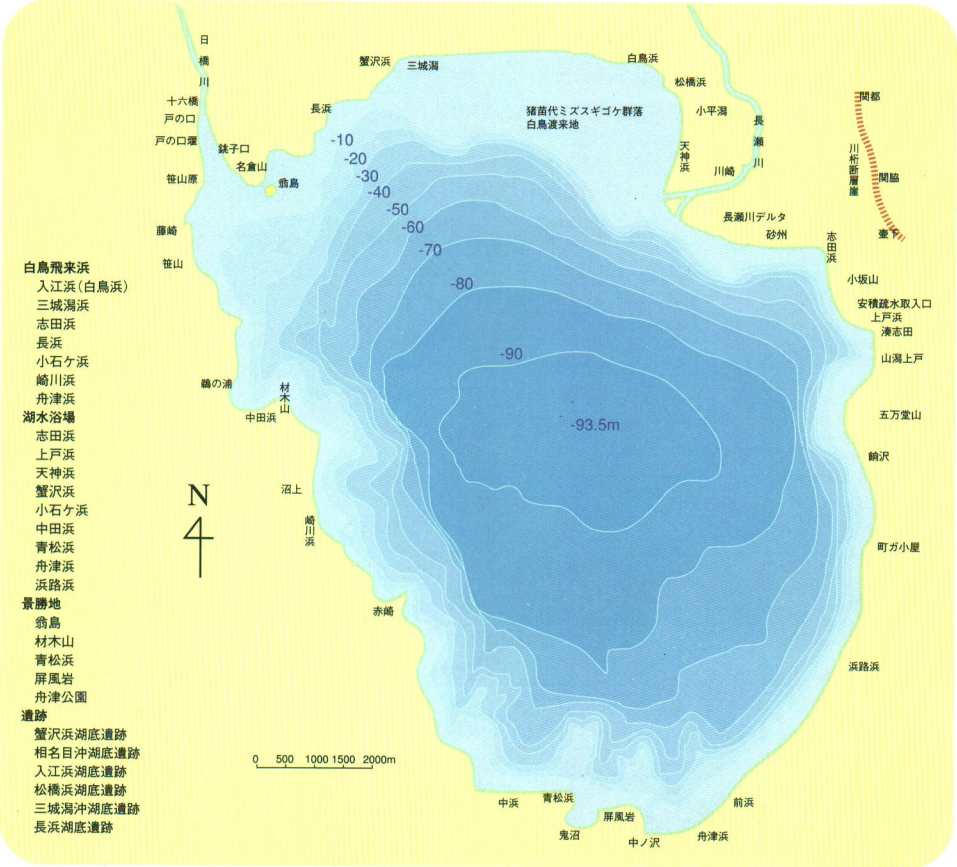 日橋川
十六橋
戸の口
戸の口堰
銚子口
名倉山
翁島
笹山原
藤崎
笹山
長浜
蟹沢浜
三城潟
白鳥浜
松橋浜
小平潟
猪苗代ミズスギゴケ群落
白鳥渡来地
天神浜
長瀬川
川崎
川桁断層崖
関都
関脇
壷下
長瀬川デルタ
砂州
志田浜
小坂山
安積疏水取入口
上戸浜
湊志田
山潟上戸
五万堂山
餉沢
町ガ小屋
浜路浜
前浜
舟津浜
中ノ沢
屏風岩
鬼沼
青松浜
中浜
赤崎
崎川浜
沼上
中田浜
材木山
鵜の浦
-10
-20
-30
-40
-50
-60
-70
-80
-90
-93.5m
N
0 500 1000 1500 2000m
白鳥飛来浜
入江浜(白鳥浜)
三城潟浜
志田浜
長浜
小石ケ浜
崎川浜
舟津浜
湖水浴場
志田浜
上戸浜
天神浜
蟹沢浜
小石ケ浜
中田浜
青松浜
舟津浜
浜路浜
景勝地
翁島
材木山
青松浜
屏風岩
舟津公園
遺跡
蟹沢浜湖底遺跡
相名目沖湖底遺跡
入江浜湖底遺跡
松橋浜湖底遺跡
三城潟沖湖底遺跡
長浜湖底遺跡